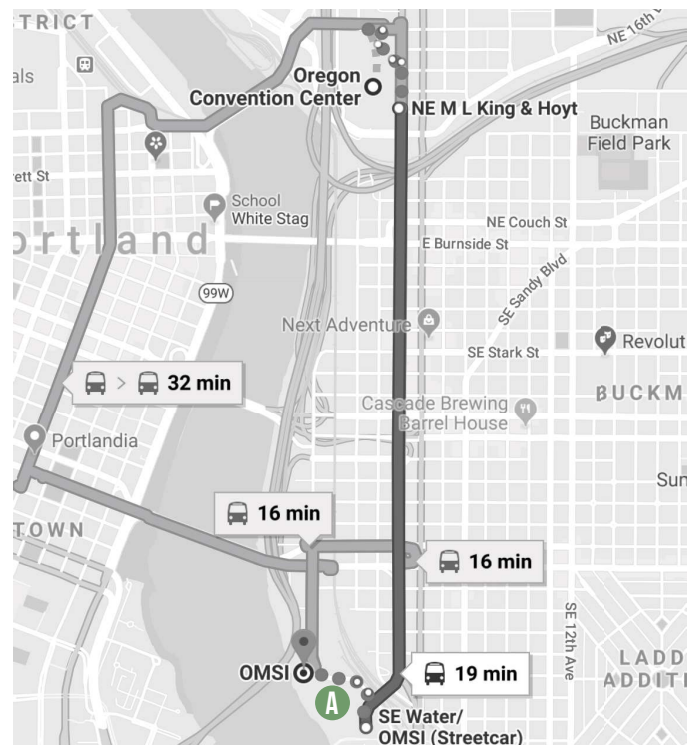 TRICT
NE 16th
als
Oregon
Convention Center
NE M L King & Hoyt
Buckman
Field Park
ett St
School
White Stag
NE Couch St
ortland
E Burnside St
99W
SE Sandy Blvd
Next Adventure
SE Stark St
Revolut
32 min
BUCKM
Cascade Brewing
Barrel House
Portlandia
Sun
16 min
TOWN
16 min
SE 12th Ave
OMSI
19 min
LADD
ADDITI
A
SE Water/
OMSI (Streetcar)